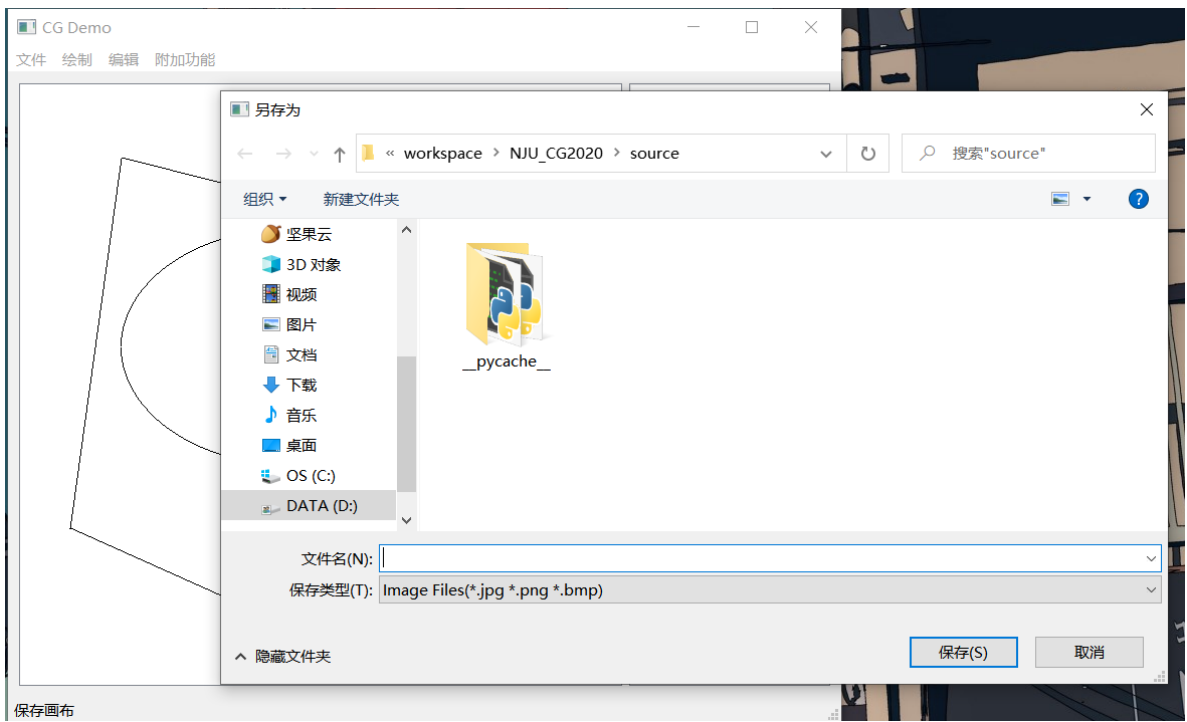 CG Demo
文件 绘制 编辑 附加功能
另存为
« workspace > NJU_CG2020 > source
搜索"source"
组织 新建文件夹
坚果云
3D 对象
视频
图片
文档
下载
音乐
桌面
OS (C:)
DATA (D:)
__pycache__
文件名(N):
保存类型(T): Image Files(*.jpg *.png *.bmp)
隐藏文件夹
保存(S) 取消
保存画布